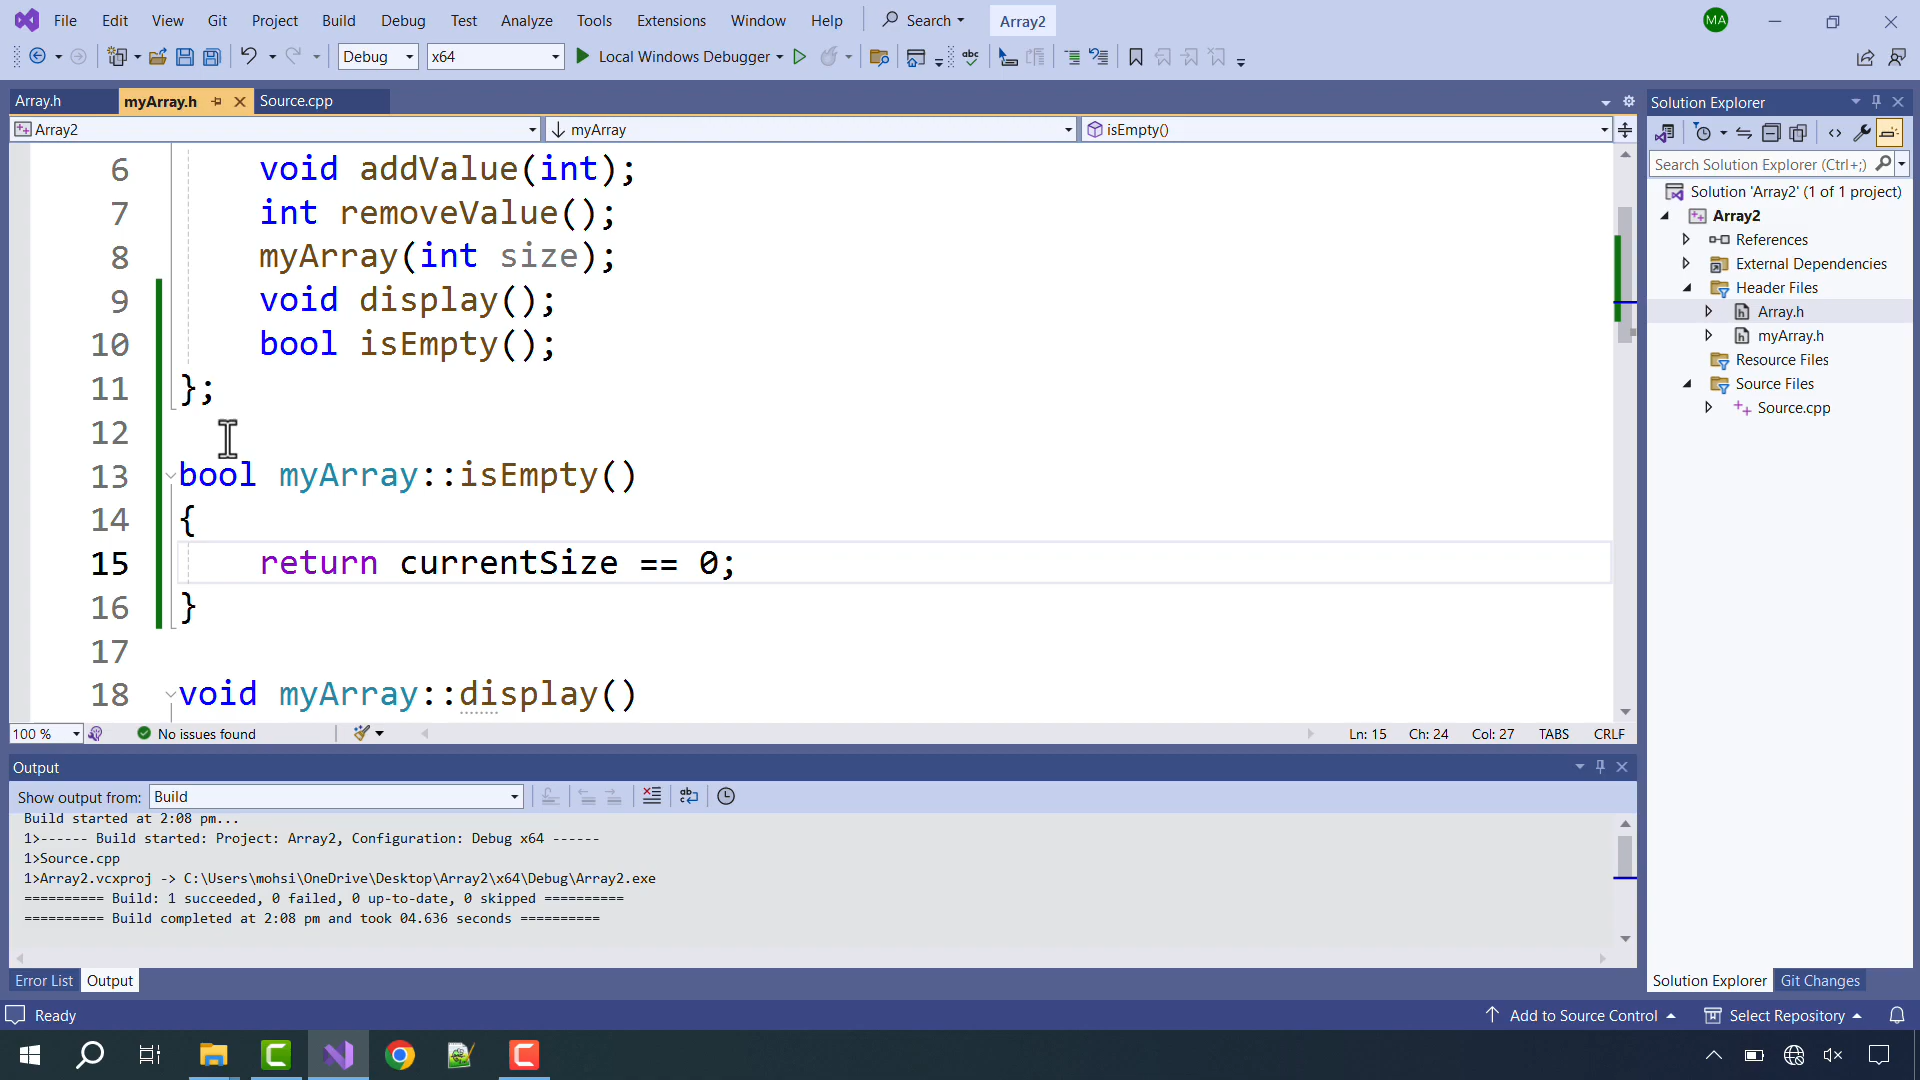 File Edit View Git Project Build Debug Test Analyze Tools Extensions Window Help Search Array2 MA
Debug x64 Local Windows Debugger
Array.h myArray.h Source.cpp
Array2 myArray isEmpty()
6 void addValue(int);
7 int removeValue();
8 myArray(int size);
9 void display();
10 bool isEmpty();
11 };
12
13 bool myArray::isEmpty()
14 {
15 return currentSize == 0;
16 }
17
18 void myArray::display()
100 % No issues found Ln: 15 Ch: 24 Col: 27 TABS CRLF
Output
Show output from: Build
Build started at 2:08 pm...
1>------ Build started: Project: Array2, Configuration: Debug x64 ------
1>Source.cpp
1>Array2.vcxproj -> C:\Users\mohsi\OneDrive\Desktop\Array2\x64\Debug\Array2.exe
========== Build: 1 succeeded, 0 failed, 0 up-to-date, 0 skipped ==========
========== Build completed at 2:08 pm and took 04.636 seconds ==========
Error List Output
Solution Explorer
Search Solution Explorer (Ctrl+;)
Solution 'Array2' (1 of 1 project)
Array2
References
External Dependencies
Header Files
Array.h
myArray.h
Resource Files
Source Files
Source.cpp
Solution Explorer Git Changes
Ready Add to Source Control Select Repository